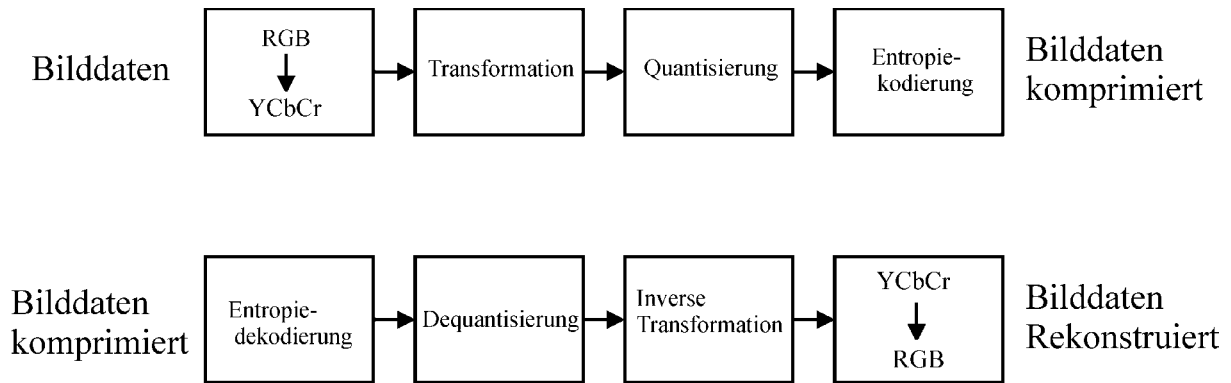 Bilddaten
RGB
YCbCr
Transformation
Quantisierung
Entropie-
kodierung
Bilddaten
komprimiert
Bilddaten
komprimiert
Entropie-
dekodierung
Dequantisierung
Inverse
Transformation
YCbCr
RGB
Bilddaten
Rekonstruiert